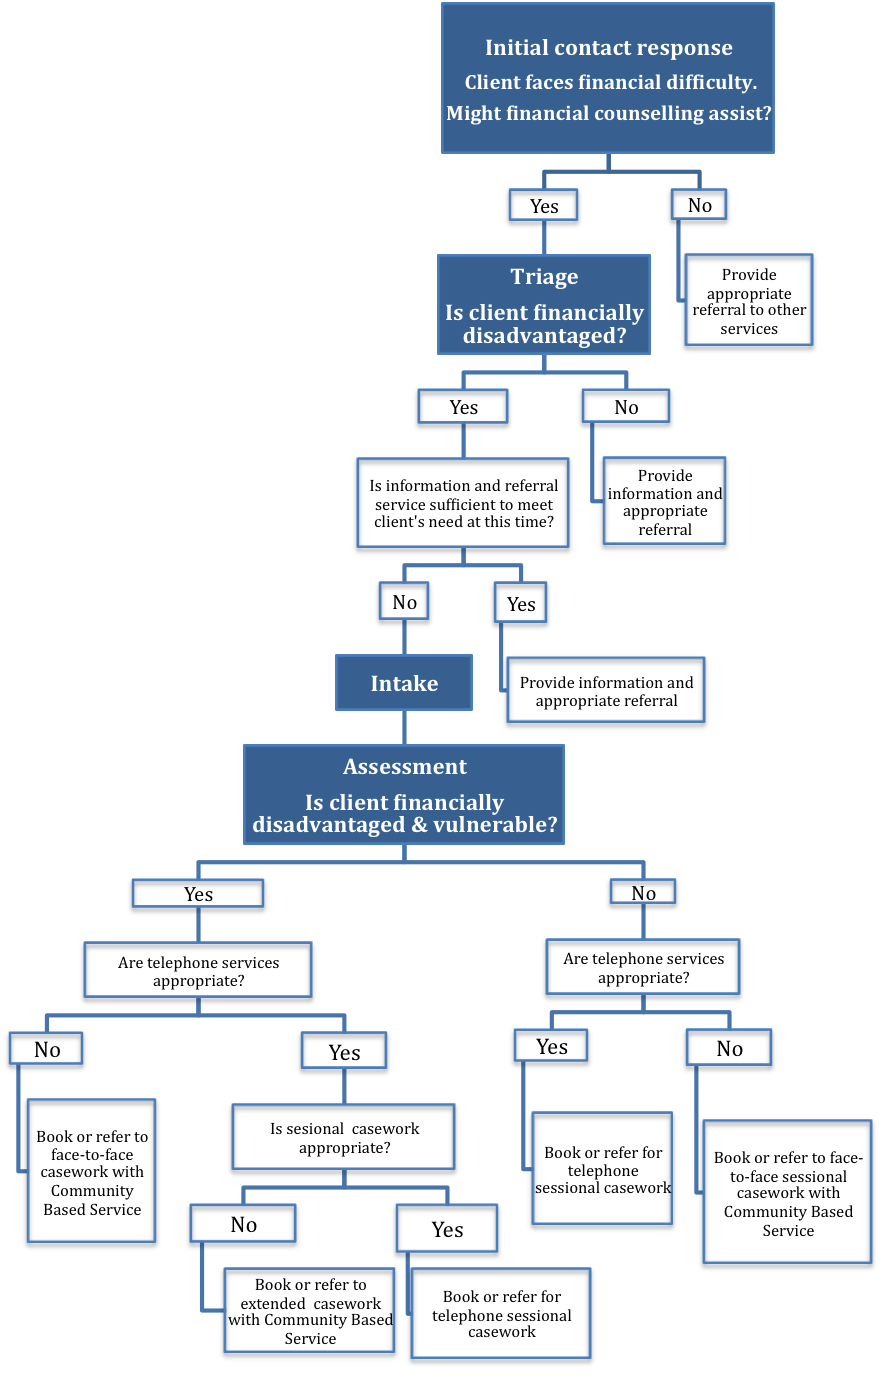 Initial contact response
Client faces financial difficulty.
Might financial counselling assist?
Yes
No
Provide
appropriate
referral to other
services
Triage
Is client financially
disadvantaged?
Yes
No
Provide
information and
appropriate
referral
Is information and referral
service sufficient to meet
client's need at this time?
No
Yes
Provide information and
appropriate referral
Intake
Assessment
Is client financially
disadvantaged & vulnerable?
Yes
No
Are telephone services
appropriate?
Are telephone services
appropriate?
No
Yes
Yes
No
Book or refer to
face-to-face
casework with
Community
Based Service
Is sesional  casework
appropriate?
Book or refer for
telephone
sessional casework
Book or refer to face-
to-face sessional
casework with
Community Based
Service
No
Yes
Book or refer to
extended  casework
with Community Based
Service
Book or refer for
telephone sessional
casework